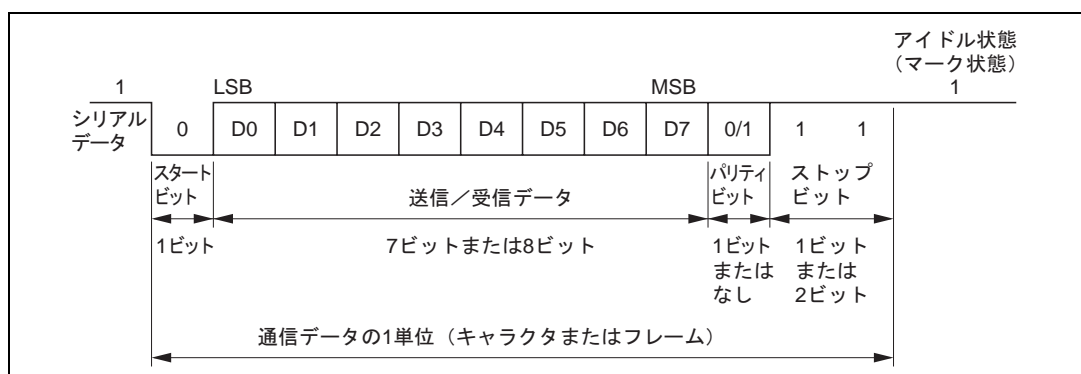 アイドル状態
（マーク状態）
1 LSB MSB 1
シリアル
データ
0 D0 D1 D2 D3 D4 D5 D6 D7 0/1 1 1
スタート
ビット
送信／受信データ
パリティ
ビット
ストップ
ビット
1ビット
7ビットまたは8ビット
1ビット
または
なし
1ビット
または
2ビット
通信データの1単位（キャラクタまたはフレーム）